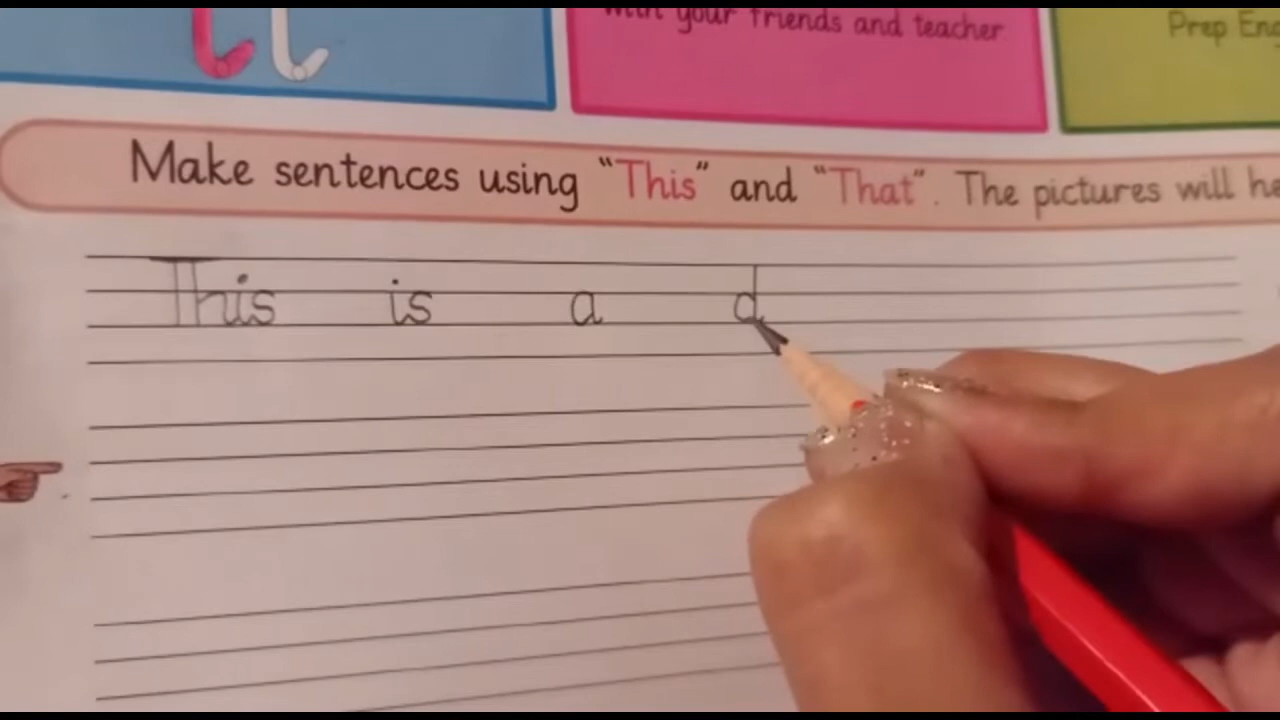 with your friends and teacher
Prep Eng
Make sentences using "This" and "That". The pictures will he
This is a d